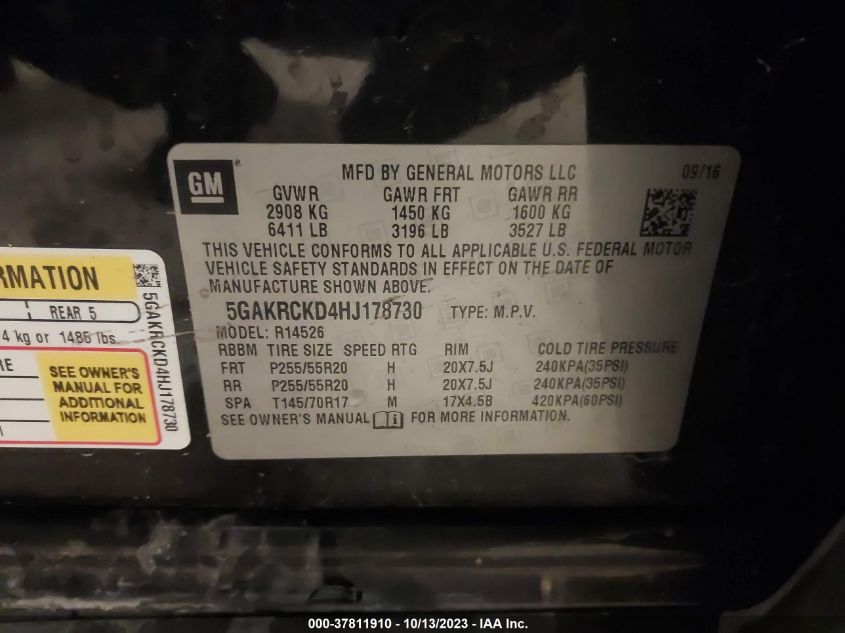 GM ®
MFD BY GENERAL MOTORS LLC 09/16
GVWR GAWR FRT GAWR RR
2908 KG 1450 KG 1600 KG
6411 LB 3196 LB 3527 LB
THIS VEHICLE CONFORMS TO ALL APPLICABLE U.S. FEDERAL MOTOR
VEHICLE SAFETY STANDARDS IN EFFECT ON THE DATE OF
MANUFACTURE SHOWN ABOVE.
5GAKRCKD4HJ178730 TYPE: M.P.V.
MODEL: R14526
RBBM TIRE SIZE SPEED RTG RIM COLD TIRE PRESSURE
FRT P255/55R20 H 20X7.5J 240KPA(35PSI)
RR P255/55R20 H 20X7.5J 240KPA(35PSI)
SPA T145/70R17 M 17X4.5B 420KPA(60PSI)
SEE OWNER'S MANUAL i FOR MORE INFORMATION.
REAR 5
kg or 1485 lbs.
SEE OWNER'S
MANUAL FOR
ADDITIONAL
INFORMATION
5GAKRCKD4HJ178730
000-37811910 - 10/13/2023 - IAA Inc.